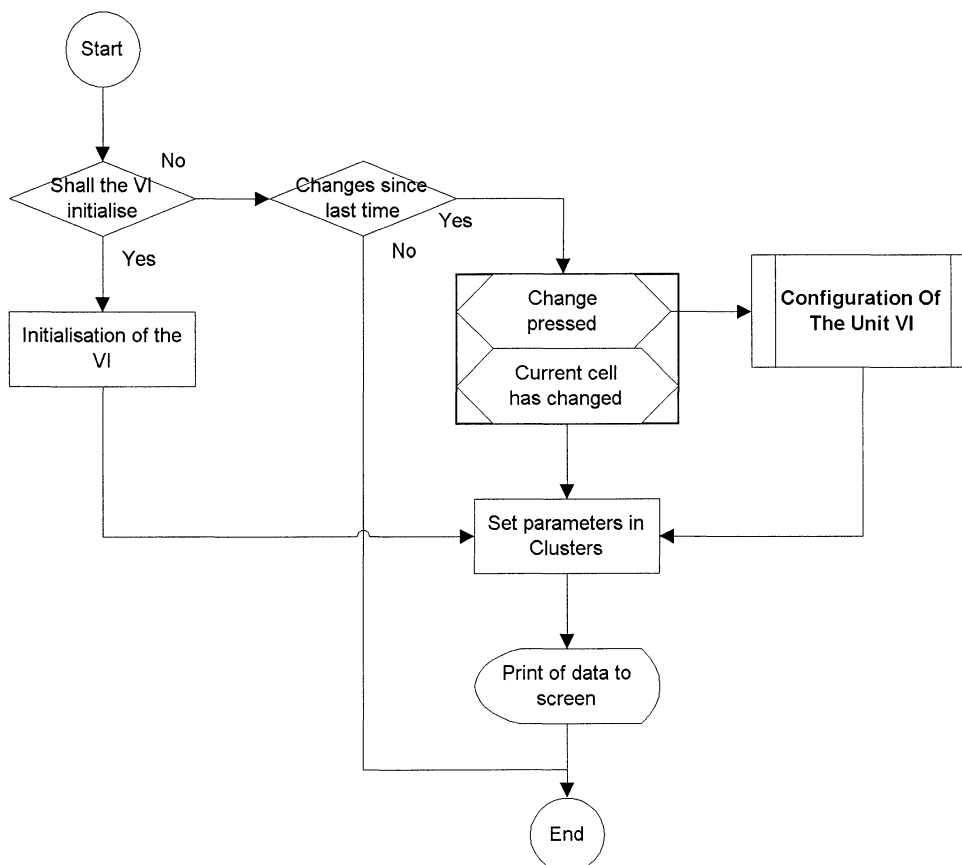 Start
No
Shall the VI
initialise
Changes since
last time
Yes
No
Yes
Change
pressed
Configuration Of
The Unit VI
Initialisation of the
VI
Current cell
has changed
Set parameters in
Clusters
Print of data to
screen
End